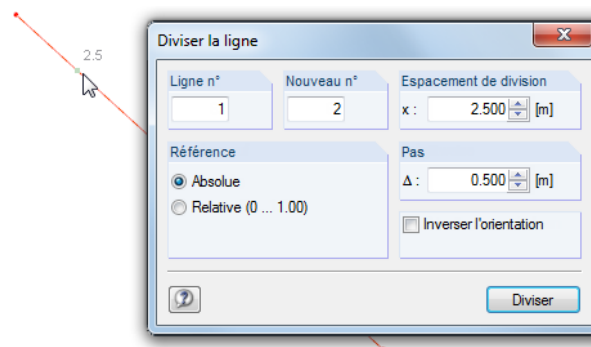 2.5
Diviser la ligne
Ligne n°
Nouveau n°
Espacement de division
1
2
x :
2.500
[m]
Référence
Pas
Absolue
Δ :
0.500
[m]
Relative (0 ... 1.00)
Inverser l'orientation
?
Diviser